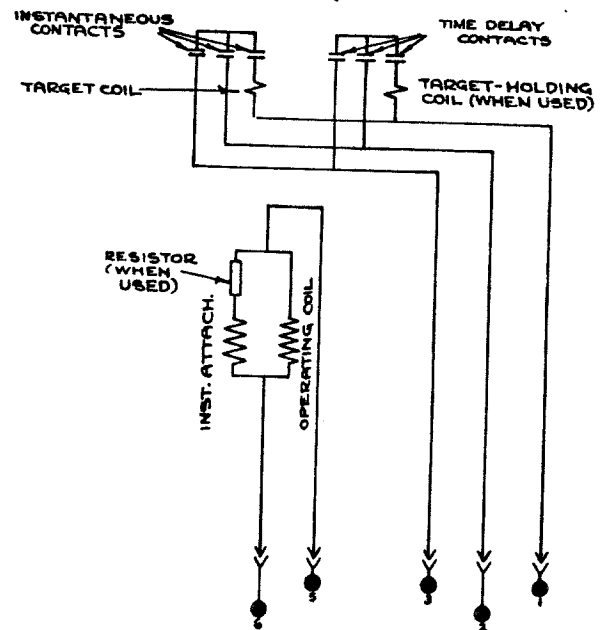 INSTANTANEOUS
CONTACTS
TIME DELAY
CONTACTS
TARGET COIL
TARGET-HOLDING
COIL (WHEN USED)
RESISTOR
(WHEN
USED)
INST. ATTACH.
OPERATING COIL
6
5
3
2
1